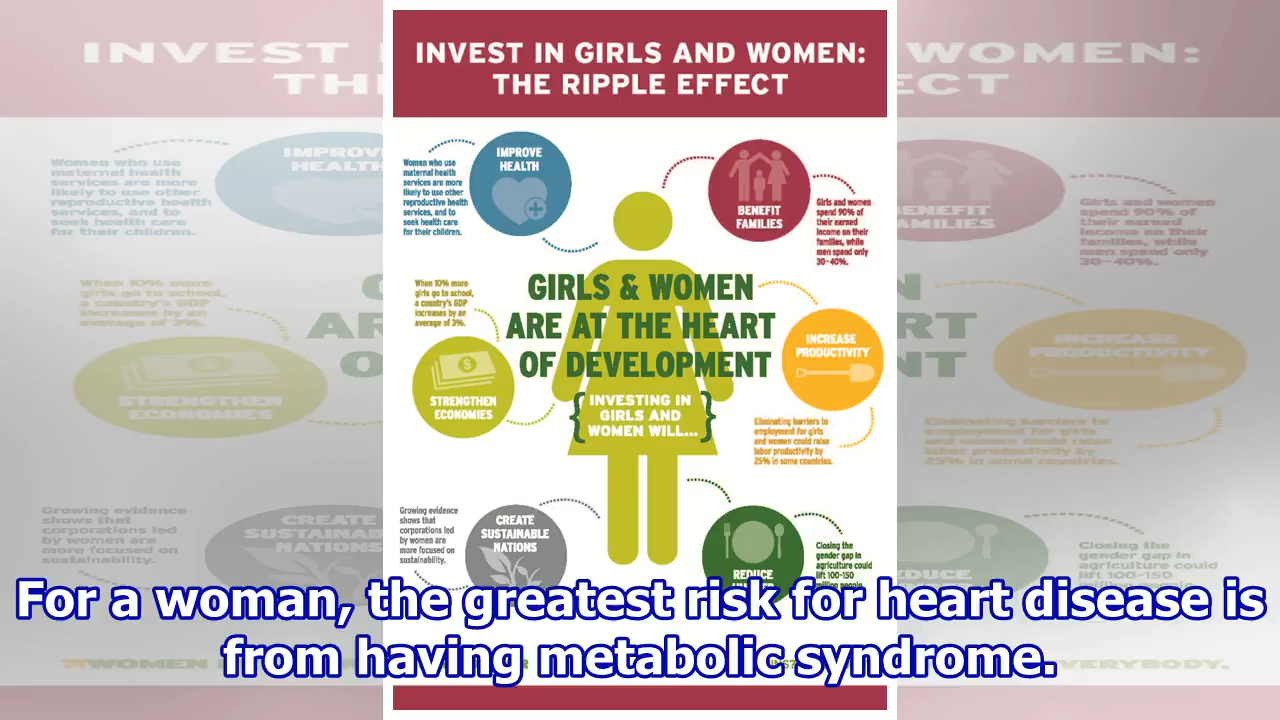 INVEST IN GIRLS AND WOMEN:
THE RIPPLE EFFECT
IMPROVE
HEALTH
Women who use
maternal health
services are more
likely to use other
reproductive health
services, and to
seek health care
for their children.
BENEFIT
FAMILIES
Girls and women
spend 90% of
their earned
income on their
families, while
men spend only
30-40%.
GIRLS & WOMEN
ARE AT THE HEART
OF DEVELOPMENT
{INVESTING IN
GIRLS AND
WOMEN WILL...}
When 10% more
girls go to school,
a country's GDP
increases by an
average of 3%.
STRENGTHEN
ECONOMIES
INCREASE
PRODUCTIVITY
Eliminating barriers to
employment for girls
and women could raise
labor productivity by
25% in some countries.
Growing evidence
shows that
corporations led
by women are
more focused on
sustainability.
CREATE
SUSTAINABLE
NATIONS
REDUCE
Closing the
gender gap in
agriculture could
lift 100-150
million people
For a woman, the greatest risk for heart disease is
from having metabolic syndrome.
WOMEN
EVERYBODY.